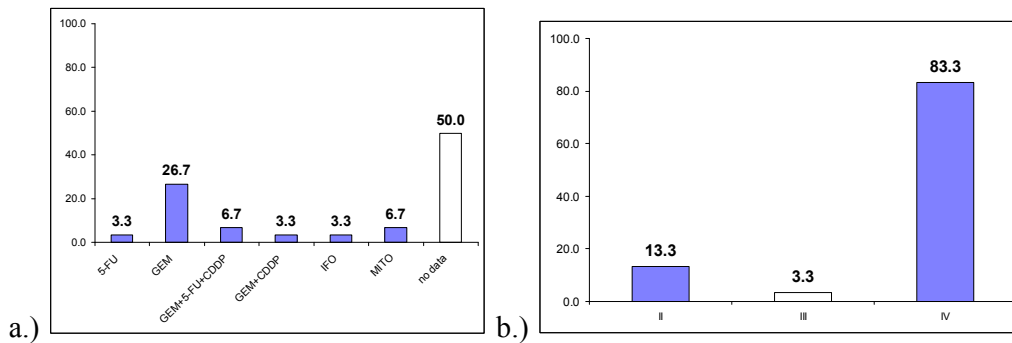 a.)
100.0
80.0
60.0
40.0
20.0
0.0
3.3
26.7
6.7
3.3
3.3
6.7
50.0
5-FU
GEM
GEM+5-FU+CDDP
GEM+CDDP
IFO
MITO
no data
b.)
100.0
80.0
60.0
40.0
20.0
0.0
13.3
3.3
83.3
II
III
IV